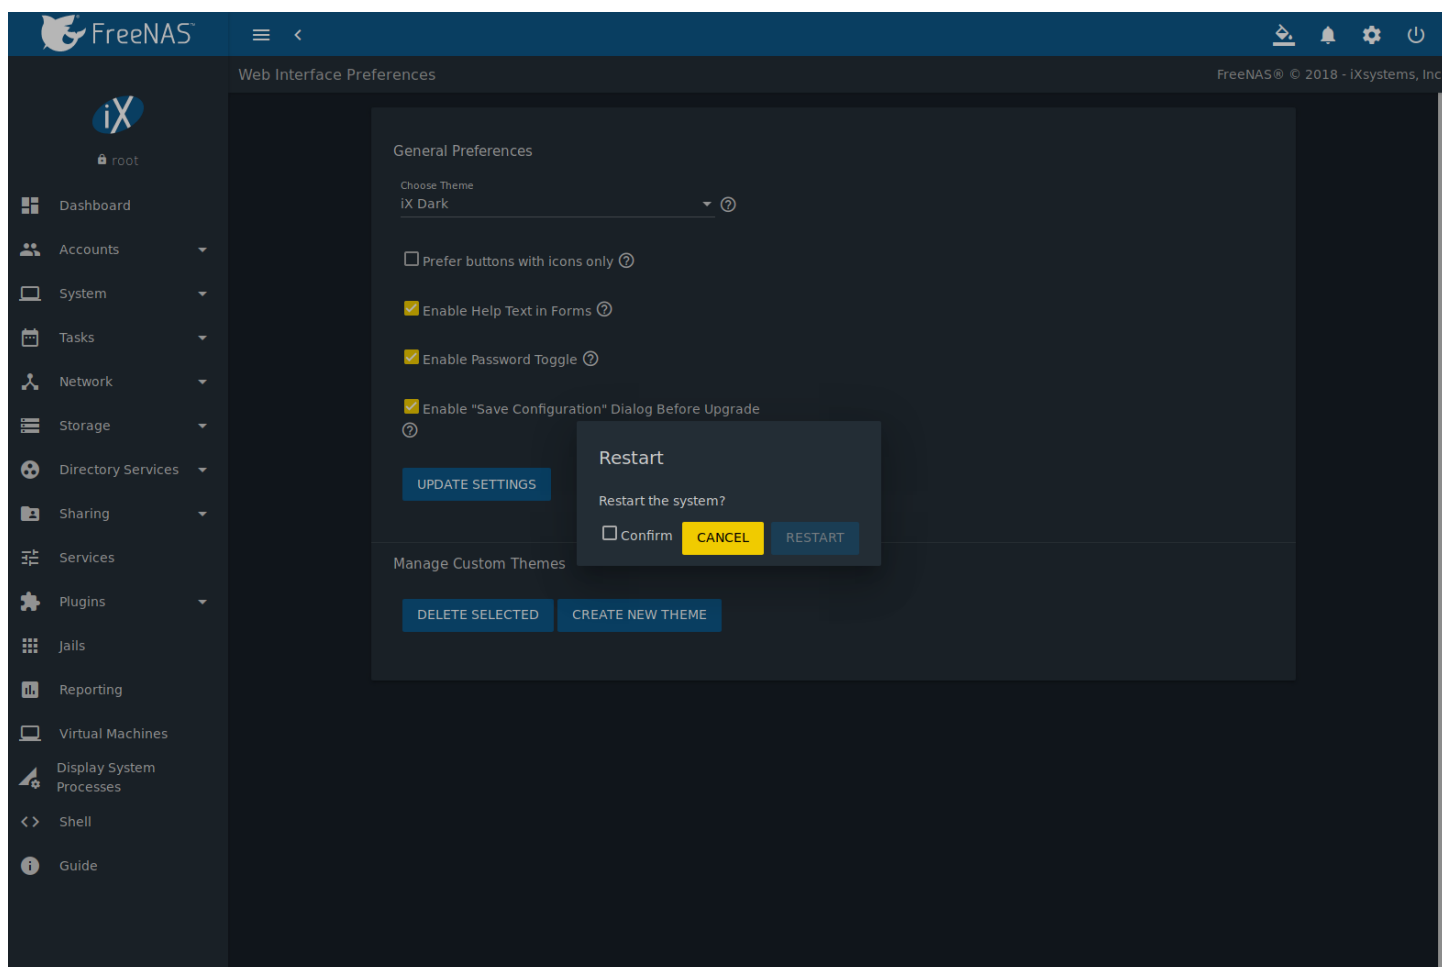 FreeNAS™
Web Interface Preferences
FreeNAS® © 2018 - iXsystems, Inc
iX
root
Dashboard
Accounts
System
Tasks
Network
Storage
Directory Services
Sharing
Services
Plugins
Jails
Reporting
Virtual Machines
Display System
Processes
Shell
Guide
General Preferences
Choose Theme
iX Dark
Prefer buttons with icons only
Enable Help Text in Forms
Enable Password Toggle
Enable "Save Configuration" Dialog Before Upgrade
UPDATE SETTINGS
Restart
Restart the system?
Confirm CANCEL RESTART
Manage Custom Themes
DELETE SELECTED CREATE NEW THEME